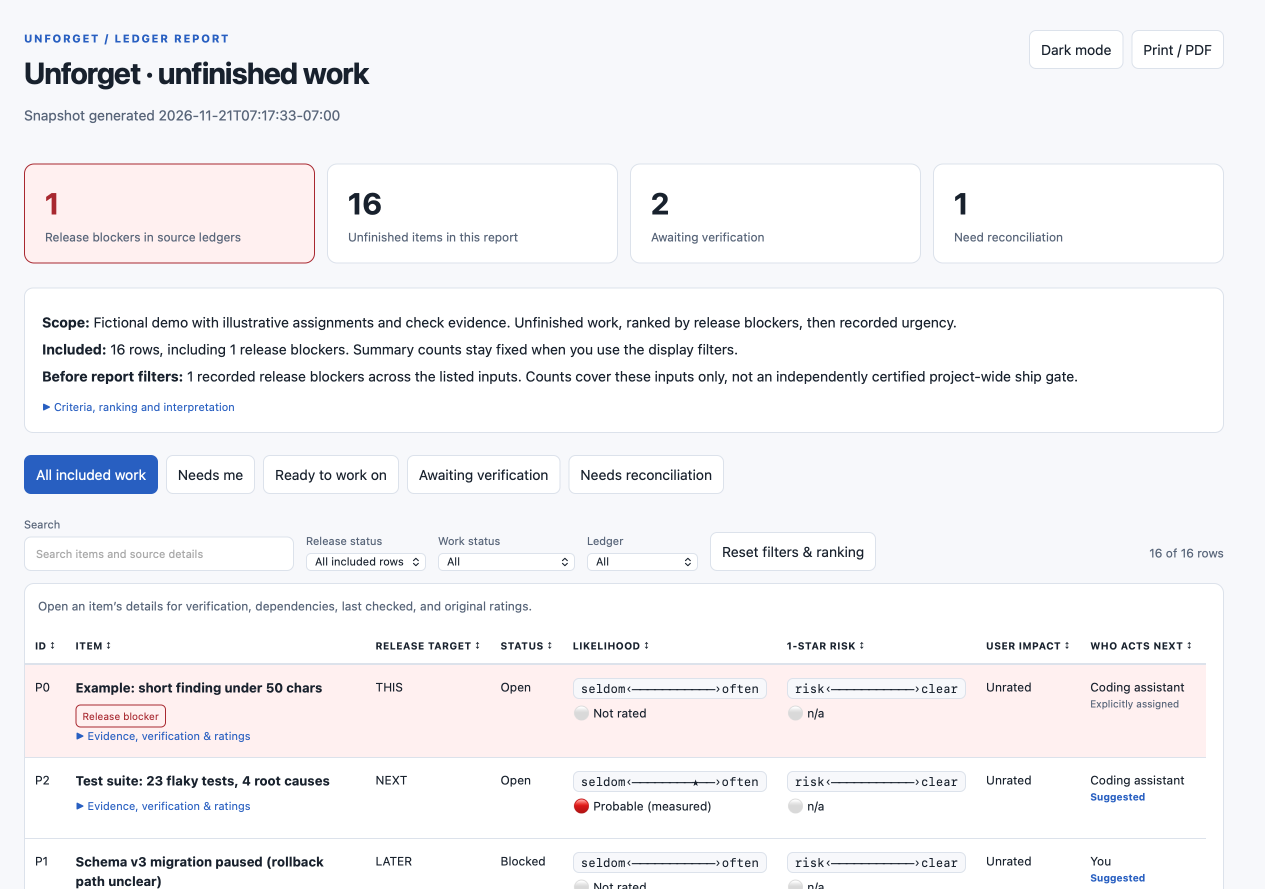 UNFORGET / LEDGER REPORT
Unforget · unfinished work
Snapshot generated 2026-11-21T07:17:33-07:00
Dark mode
Print / PDF
1
Release blockers in source ledgers
16
Unfinished items in this report
2
Awaiting verification
1
Need reconciliation
Scope: Fictional demo with illustrative assignments and check evidence. Unfinished work, ranked by release blockers, then recorded urgency.
Included: 16 rows, including 1 release blockers. Summary counts stay fixed when you use the display filters.
Before report filters: 1 recorded release blockers across the listed inputs. Counts cover these inputs only, not an independently certified project-wide ship gate.
▶ Criteria, ranking and interpretation
All included work
Needs me
Ready to work on
Awaiting verification
Needs reconciliation
Search
Search items and source details
Release status
All included rows
Work status
All
Ledger
All
Reset filters & ranking
16 of 16 rows
Open an item's details for verification, dependencies, last checked, and original ratings.
ID ↕ ITEM ↕ RELEASE TARGET ↕ STATUS ↕ LIKELIHOOD ↕ 1-STAR RISK ↕ USER IMPACT ↕ WHO ACTS NEXT ↕
P0 Example: short finding under 50 chars THIS Open seldom‹───────────›often risk‹───────────›clear Unrated Coding assistant
Release blocker Not rated n/a Explicitly assigned
▶ Evidence, verification & ratings
P2 Test suite: 23 flaky tests, 4 root causes NEXT Open seldom‹────────★──›often risk‹───────────›clear Unrated Coding assistant
▶ Evidence, verification & ratings Probable (measured) n/a Suggested
P1 Schema v3 migration paused (rollback LATER Blocked seldom‹───────────›often risk‹───────────›clear Unrated You
path unclear) Not rated n/a Suggested